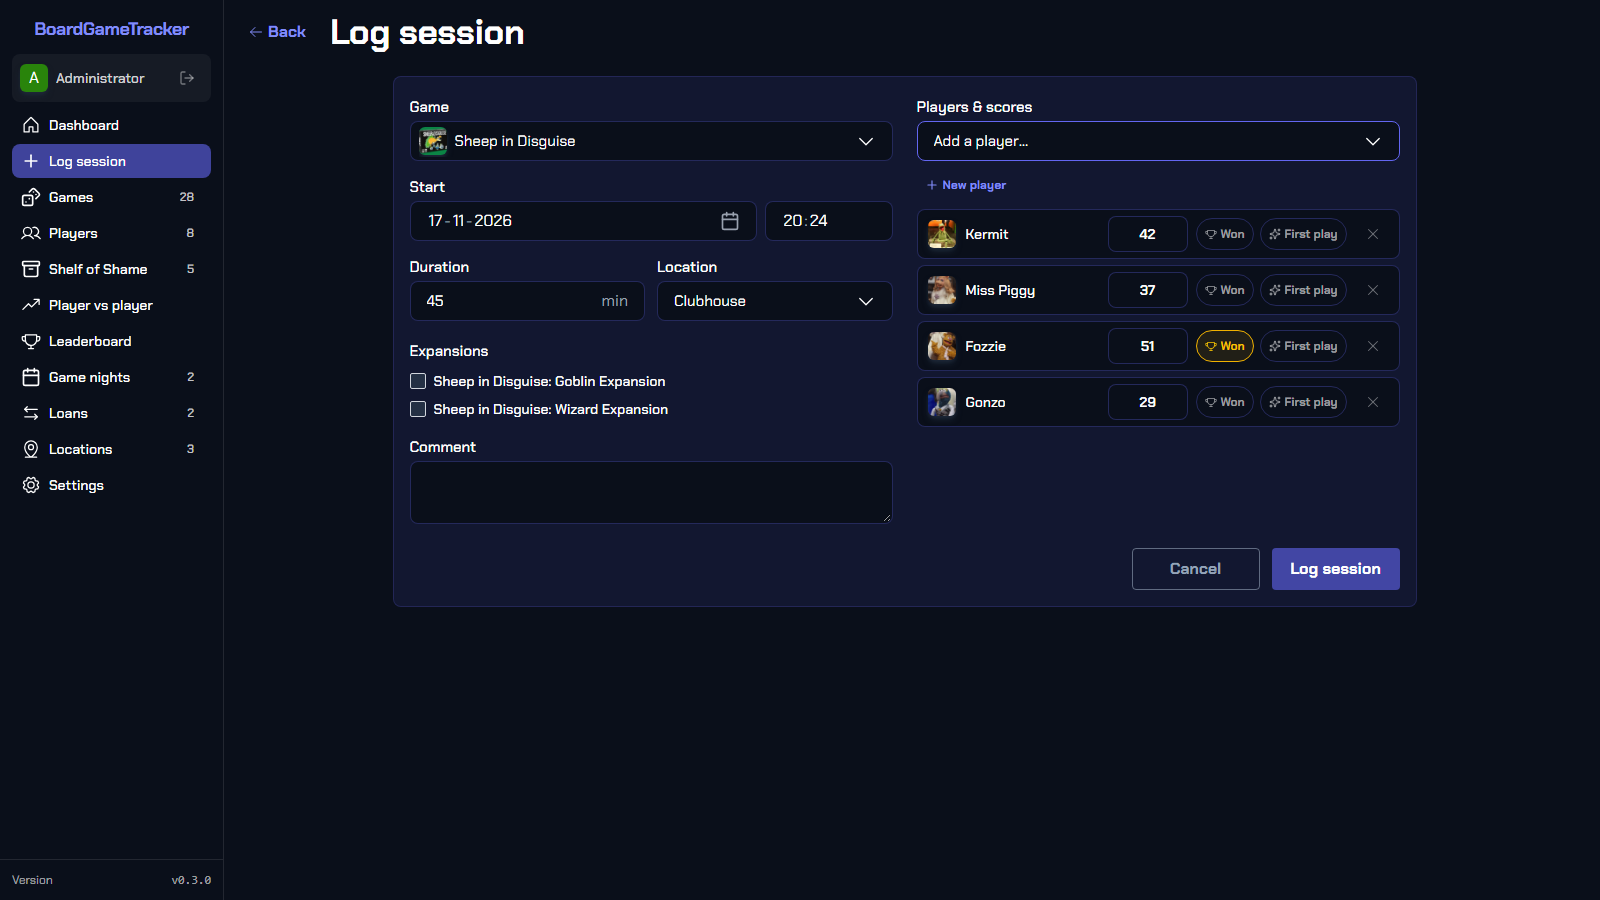 BoardGameTracker
A Administrator
Dashboard
Log session
Games 28
Players 8
Shelf of Shame 5
Player vs player
Leaderboard
Game nights 2
Loans 2
Locations 3
Settings
Version v0.3.0
Back
Log session
Game
Sheep in Disguise
Start
17-11-2026
20:24
Duration
45 min
Location
Clubhouse
Expansions
Sheep in Disguise: Goblin Expansion
Sheep in Disguise: Wizard Expansion
Comment
Players & scores
Add a player...
New player
Kermit 42 Won First play
Miss Piggy 37 Won First play
Fozzie 51 Won First play
Gonzo 29 Won First play
Cancel
Log session